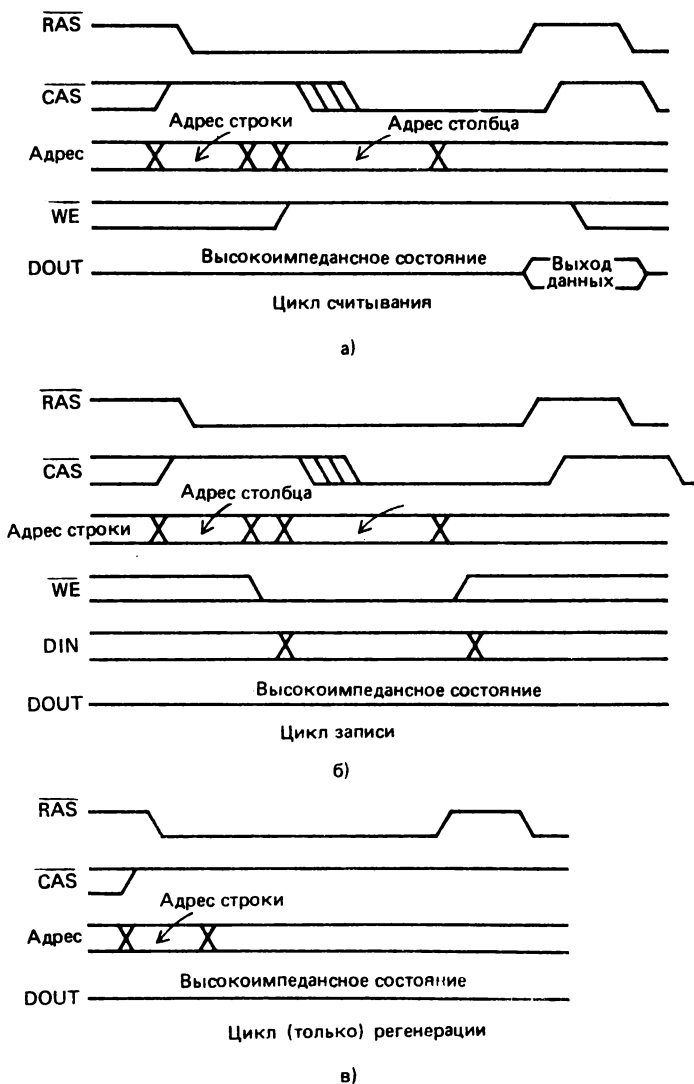 RAS
CAS
Адрес строки
Адрес столбца
Адрес
WE
Высокоимпедансное состояние
DOUT
Выход
данных
Цикл считывания
а)
RAS
CAS
Адрес столбца
Адрес строки
WE
DIN
Высокоимпедансное состояние
DOUT
Цикл записи
б)
RAS
CAS
Адрес строки
Адрес
Высокоимпедансное состояние
DOUT
Цикл (только) регенерации
в)